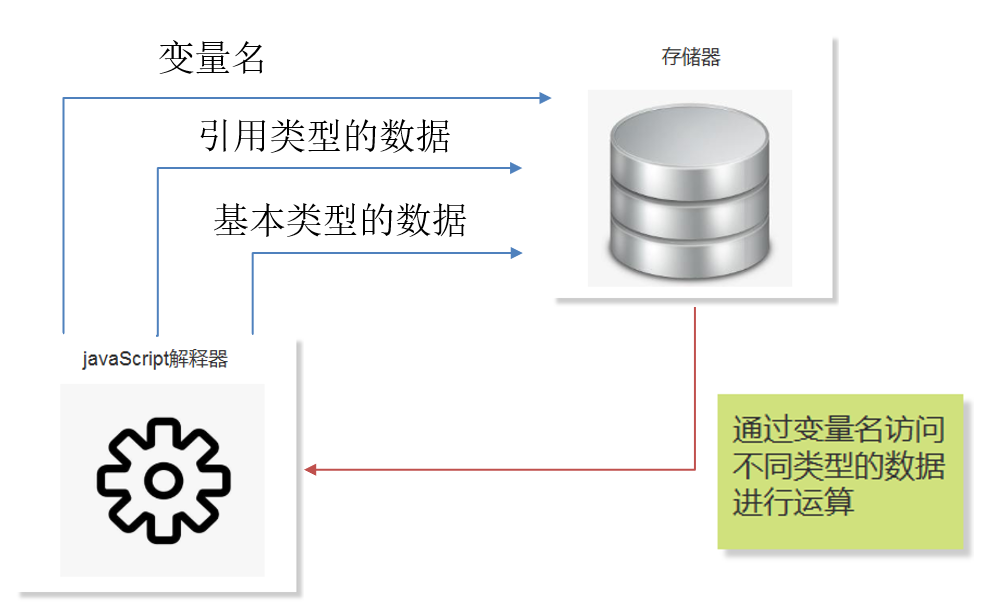 变量名
存储器
引用类型的数据
基本类型的数据
javaScript解释器
通过变量名访问
不同类型的数据
进行运算